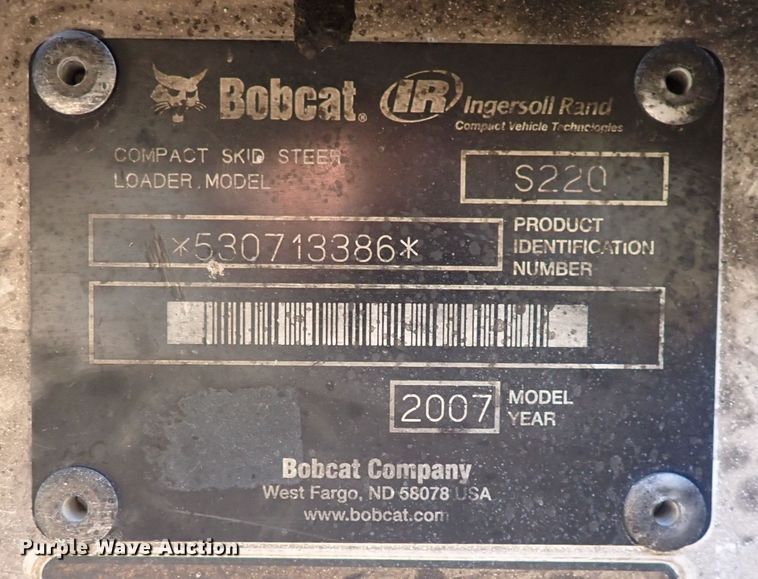 Bobcat® IR Ingersoll Rand
Compact Vehicle Technologies
COMPACT SKID STEER
LOADER MODEL
S220
*530713386*
PRODUCT
IDENTIFICATION
NUMBER
2007
MODEL
YEAR
Bobcat Company
West Fargo, ND 58078 USA
www.bobcat.com
Purple Wave Auction